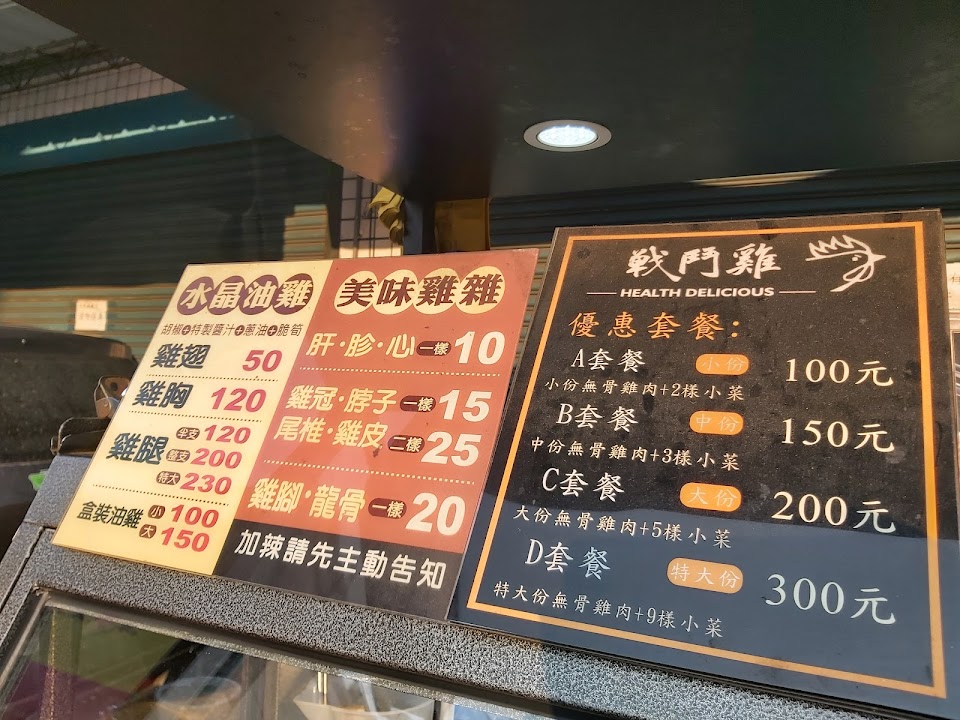 水晶油雞
胡椒+特製醬汁+蔥油+脆筍
雞翅 50
雞胸 120
雞腿 半支 120
整支 200
特大 230
盒裝油雞 小 100
大 150
美味雞雜
肝·胗·心 一樣 10
雞冠·脖子 一樣 15
尾椎·雞皮 二樣 25
雞腳·龍骨 一樣 20
加辣請先主動告知
戰鬥雞
HEALTH DELICIOUS
優惠套餐:
A套餐 小份 100元
小份無骨雞肉+2樣小菜
B套餐 中份 150元
中份無骨雞肉+3樣小菜
C套餐 大份 200元
大份無骨雞肉+5樣小菜
D套餐 特大份 300元
特大份無骨雞肉+9樣小菜